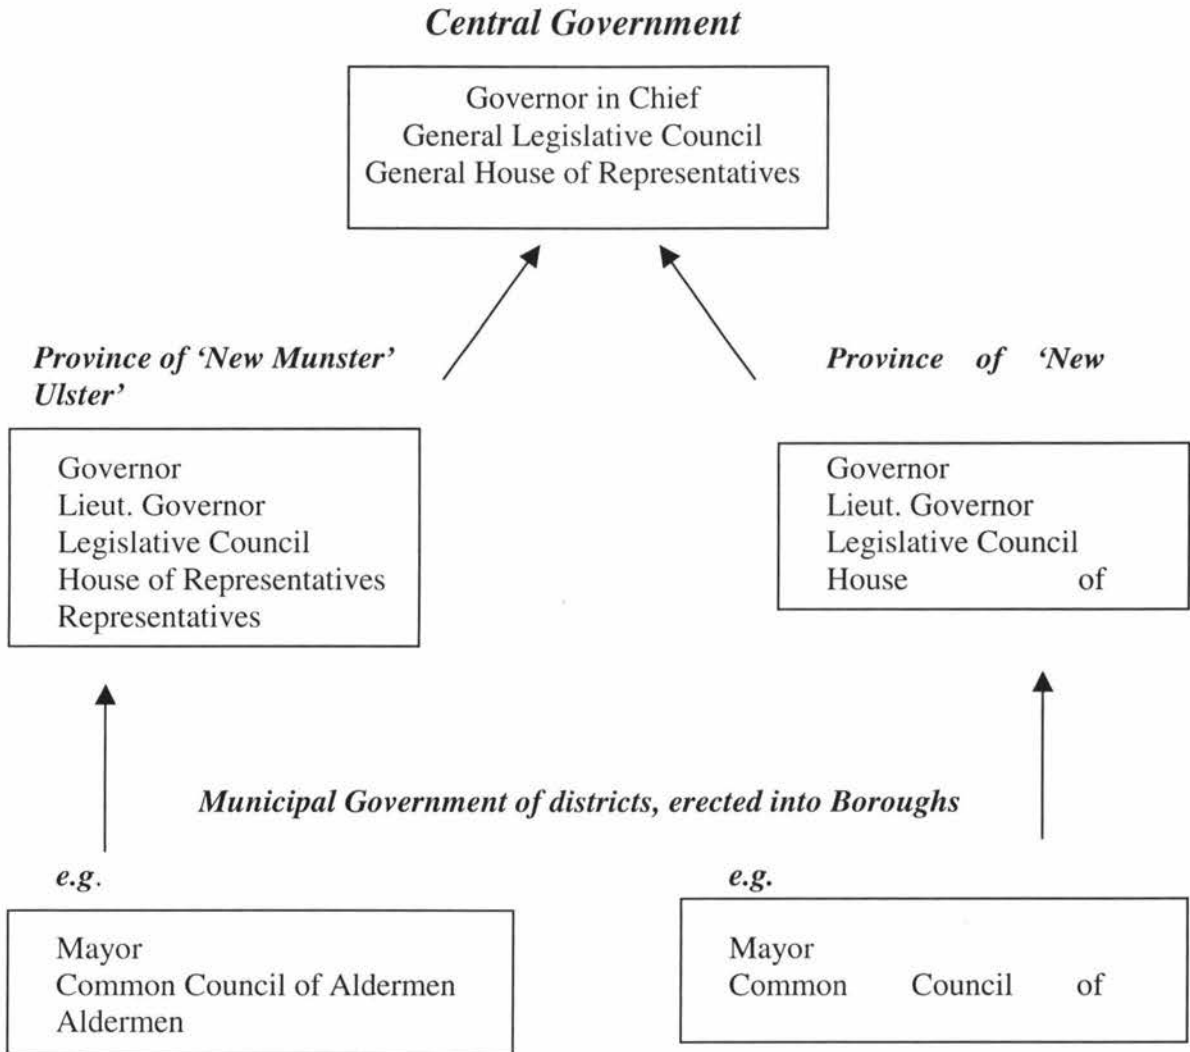 Central Government
Governor in Chief
General Legislative Council
General House of Representatives
Province of ‘New Munster’
Ulster’
Province of ‘New
Governor
Lieut. Governor
Legislative Council
House of Representatives
Representatives
Governor
Lieut. Governor
Legislative Council
House of
Municipal Government of districts, erected into Boroughs
e.g.
Mayor
Common Council of Aldermen
Aldermen
e.g.
Mayor
Common Council of